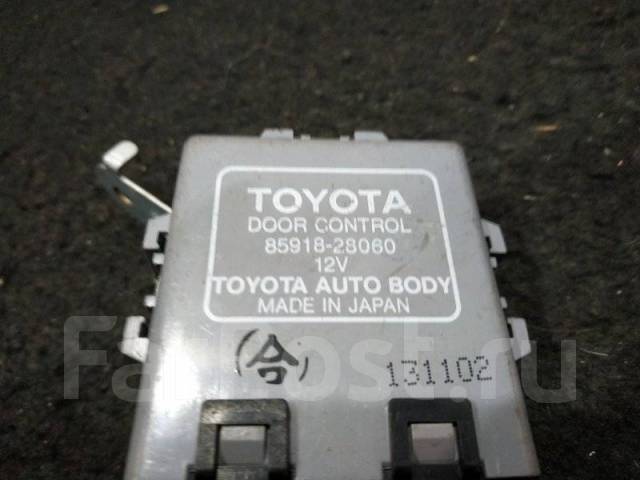 TOYOTA
DOOR CONTROL
85918-28060
12V
TOYOTA AUTO BODY
MADE IN JAPAN
(合)
131102
FarPost.ru